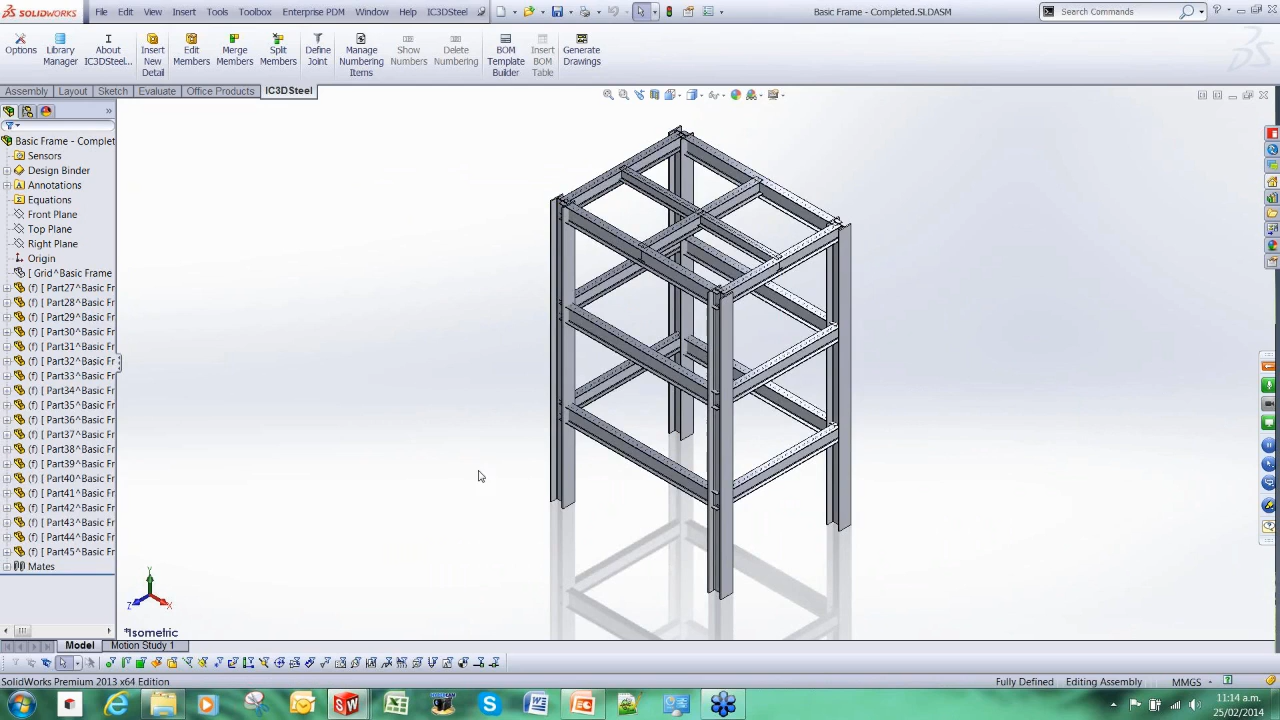 SOLIDWORKS File Edit View Insert Tools Toolbox Enterprise PDM Window Help IC3DSteel Basic Frame - Completed.SLDASM Search Commands
Options Library Manager About IC3DSteel... Insert New Detail Edit Members Merge Members Split Members Define Joint Manage Numbering Items Show Numbers Delete Numbering BOM Template Builder Insert BOM Table Generate Drawings
Assembly Layout Sketch Evaluate Office Products IC3DSteel
Basic Frame - Complet
Sensors
Design Binder
Annotations
Equations
Front Plane
Top Plane
Right Plane
Origin
[ Grid^Basic Frame
(f) [ Part27^Basic Fr
(f) [ Part28^Basic Fr
(f) [ Part29^Basic Fr
(f) [ Part30^Basic Fr
(f) [ Part31^Basic Fr
(f) [ Part32^Basic Fr
(f) [ Part33^Basic Fr
(f) [ Part34^Basic Fr
(f) [ Part35^Basic Fr
(f) [ Part36^Basic Fr
(f) [ Part37^Basic Fr
(f) [ Part38^Basic Fr
(f) [ Part39^Basic Fr
(f) [ Part40^Basic Fr
(f) [ Part41^Basic Fr
(f) [ Part42^Basic Fr
(f) [ Part43^Basic Fr
(f) [ Part44^Basic Fr
(f) [ Part45^Basic Fr
Mates
Y
Z X
*Isometric
Model Motion Study 1
SolidWorks Premium 2013 x64 Edition Fully Defined Editing Assembly MMGS
11:14 a.m.
25/02/2014